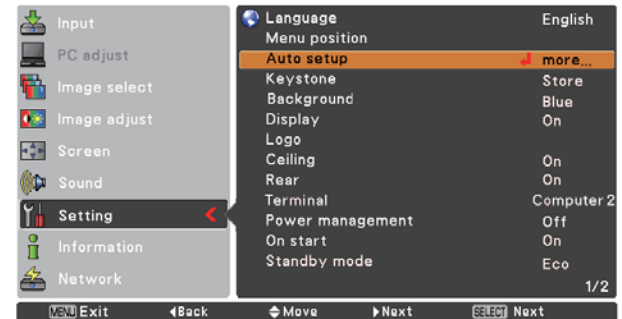 Input
PC adjust
Image select
Image adjust
Screen
Sound
Setting
Information
Network
Language English
Menu position
Auto setup more...
Keystone Store
Background Blue
Display On
Logo
Ceiling On
Rear On
Terminal Computer 2
Power management Off
On start On
Standby mode Eco
1/2
MENU Exit ◀Back Move ▶Next SELECT Next